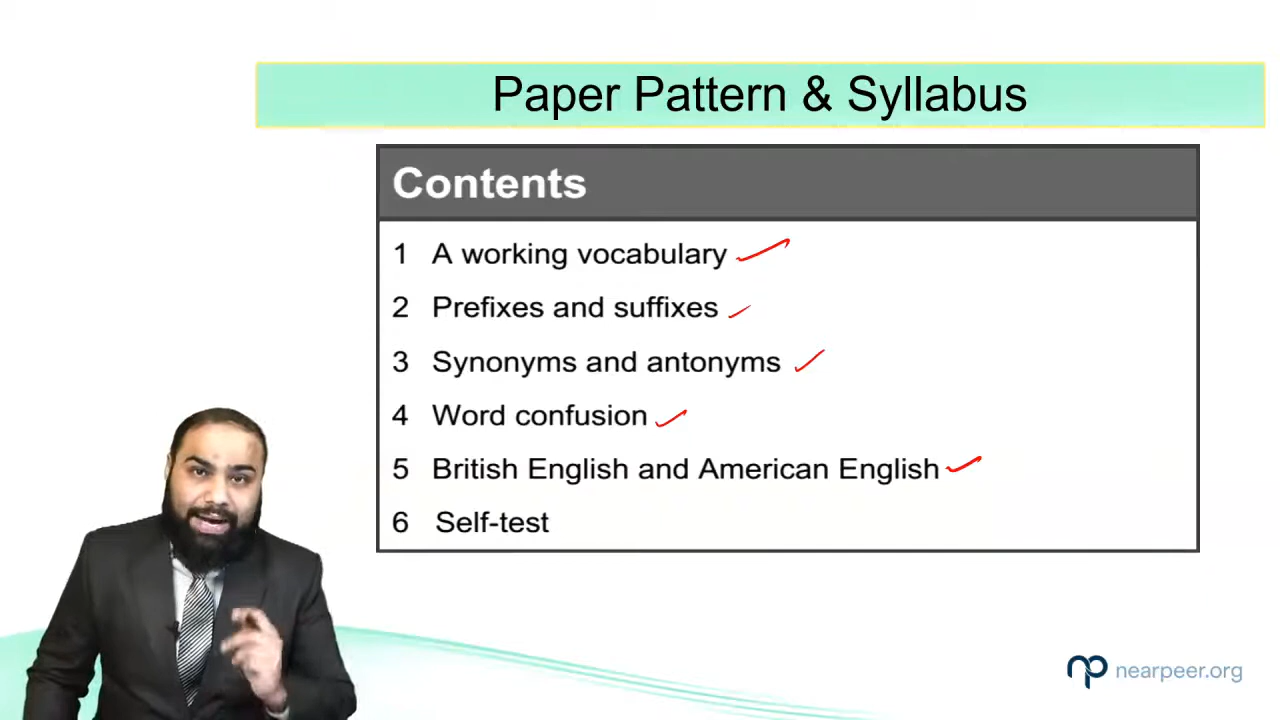 Paper Pattern & Syllabus
Contents
1 A working vocabulary
2 Prefixes and suffixes
3 Synonyms and antonyms
4 Word confusion
5 British English and American English
6 Self-test
np nearpeer.org